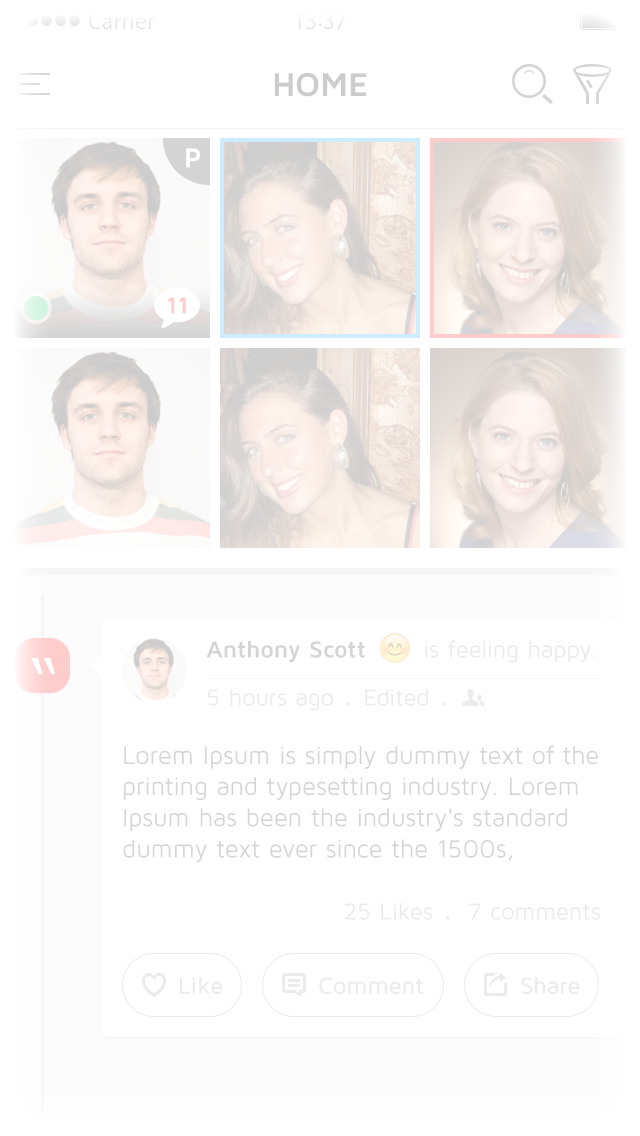 Carrier 13:37
HOME
P
11
Anthony Scott 😊 is feeling happy.
5 hours ago . Edited .
Lorem Ipsum is simply dummy text of the
printing and typesetting industry. Lorem
Ipsum has been the industry's standard
dummy text ever since the 1500s,
25 Likes . 7 comments
Like Comment Share